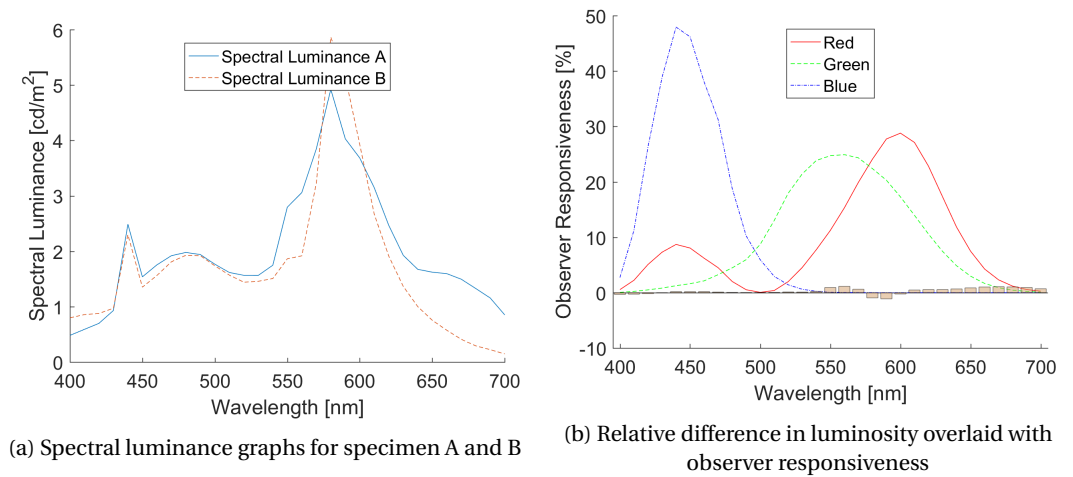 6
5
4
3
2
1
0
400
450
500
550
600
650
700
Spectral Luminance [cd/m²]
Wavelength [nm]
Spectral Luminance A
Spectral Luminance B
(a) Spectral luminance graphs for specimen A and B
50
40
30
20
10
0
-10
400
450
500
550
600
650
700
Observer Responsiveness [%]
Wavelength [nm]
Red
Green
Blue
(b) Relative difference in luminosity overlaid with
observer responsiveness